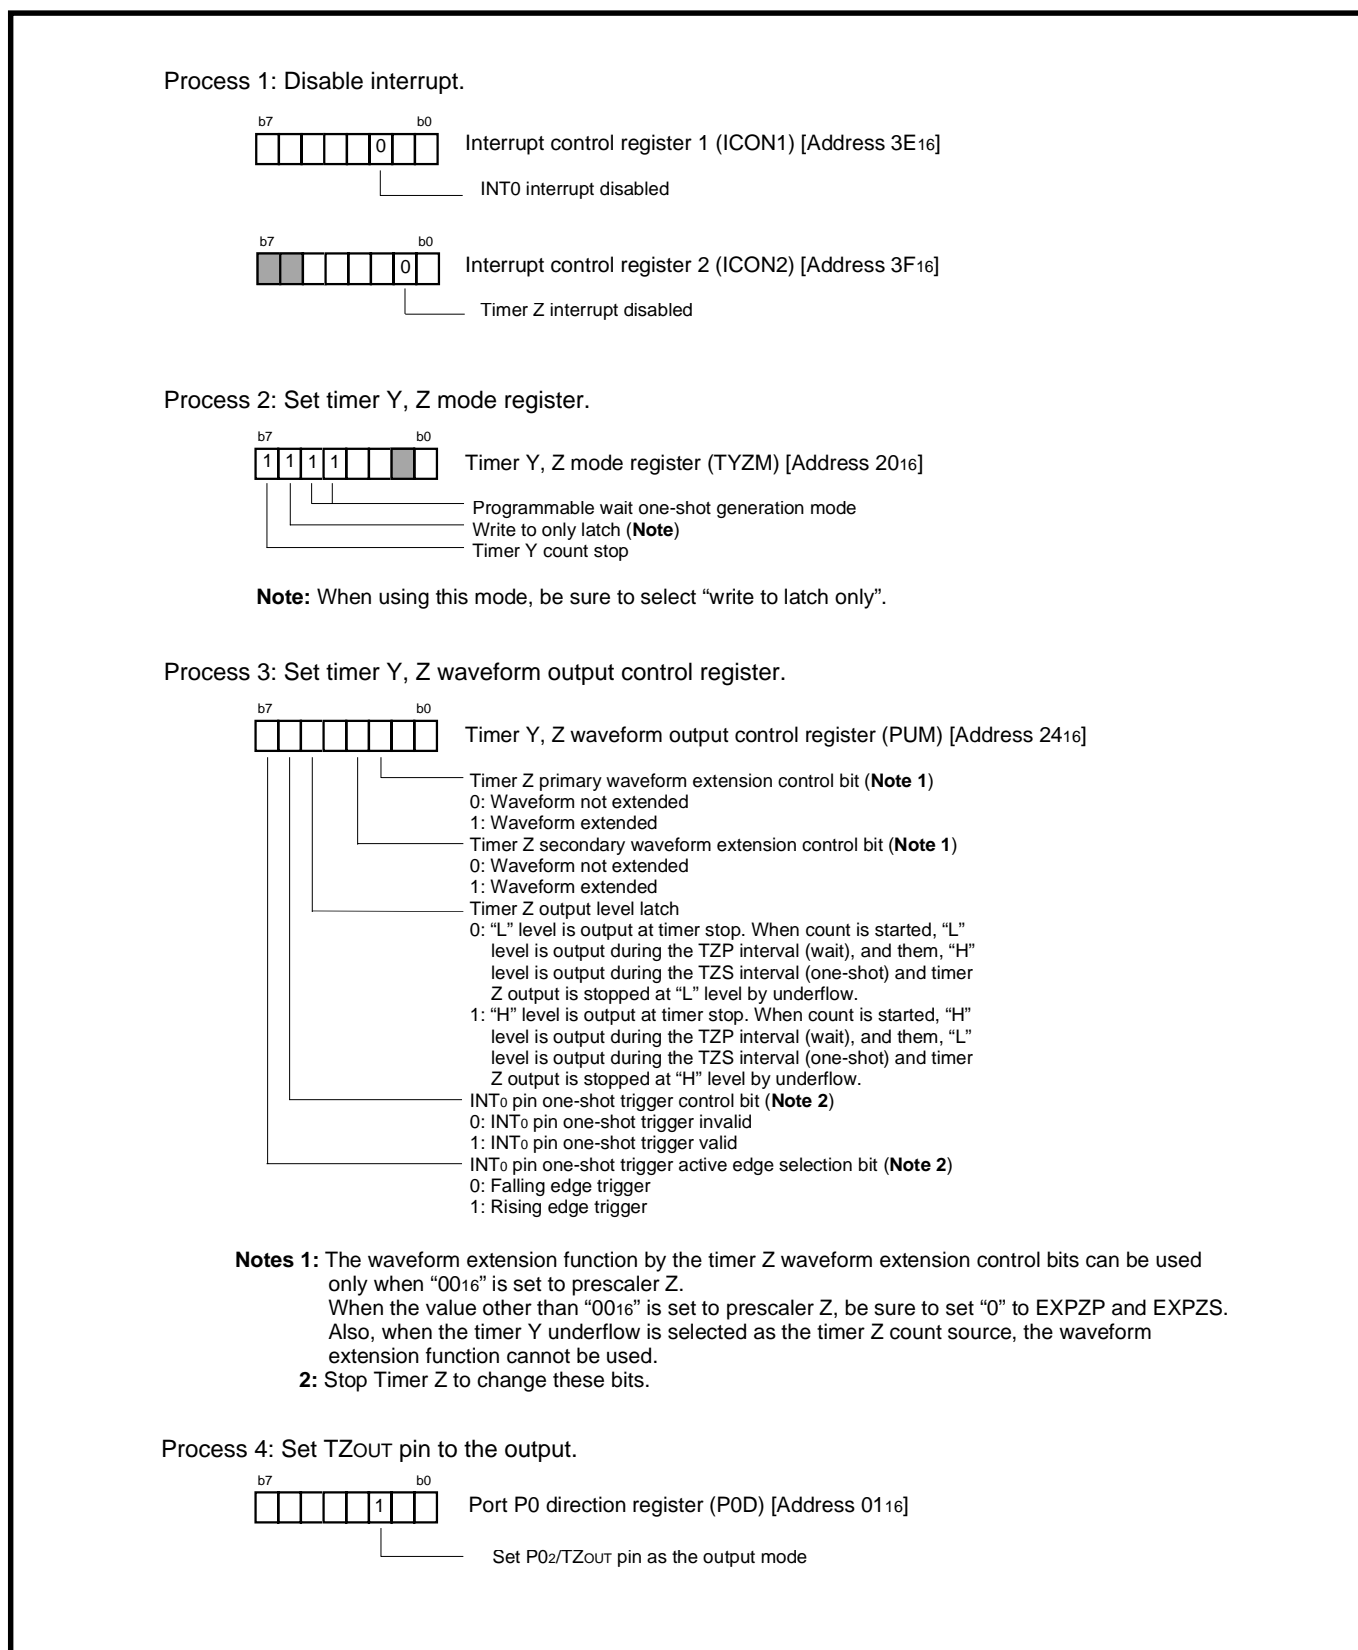 Process 1: Disable interrupt.
b7 b0
0
Interrupt control register 1 (ICON1) [Address 3E16]
INT0 interrupt disabled
b7 b0
0
Interrupt control register 2 (ICON2) [Address 3F16]
Timer Z interrupt disabled
Process 2: Set timer Y, Z mode register.
b7 b0
1 1 1 1
Timer Y, Z mode register (TYZM) [Address 2016]
Programmable wait one-shot generation mode
Write to only latch (Note)
Timer Y count stop
Note: When using this mode, be sure to select “write to latch only”.
Process 3: Set timer Y, Z waveform output control register.
b7 b0
Timer Y, Z waveform output control register (PUM) [Address 2416]
Timer Z primary waveform extension control bit (Note 1)
0: Waveform not extended
1: Waveform extended
Timer Z secondary waveform extension control bit (Note 1)
0: Waveform not extended
1: Waveform extended
Timer Z output level latch
0: “L” level is output at timer stop. When count is started, “L”
level is output during the TZP interval (wait), and them, “H”
level is output during the TZS interval (one-shot) and timer
Z output is stopped at “L” level by underflow.
1: “H” level is output at timer stop. When count is started, “H”
level is output during the TZP interval (wait), and them, “L”
level is output during the TZS interval (one-shot) and timer
Z output is stopped at “H” level by underflow.
INT0 pin one-shot trigger control bit (Note 2)
0: INT0 pin one-shot trigger invalid
1: INT0 pin one-shot trigger valid
INT0 pin one-shot trigger active edge selection bit (Note 2)
0: Falling edge trigger
1: Rising edge trigger
Notes 1: The waveform extension function by the timer Z waveform extension control bits can be used
only when “0016” is set to prescaler Z.
When the value other than “0016” is set to prescaler Z, be sure to set “0” to EXPZP and EXPZS.
Also, when the timer Y underflow is selected as the timer Z count source, the waveform
extension function cannot be used.
2: Stop Timer Z to change these bits.
Process 4: Set TZOUT pin to the output.
b7 b0
1
Port P0 direction register (P0D) [Address 0116]
Set P02/TZOUT pin as the output mode